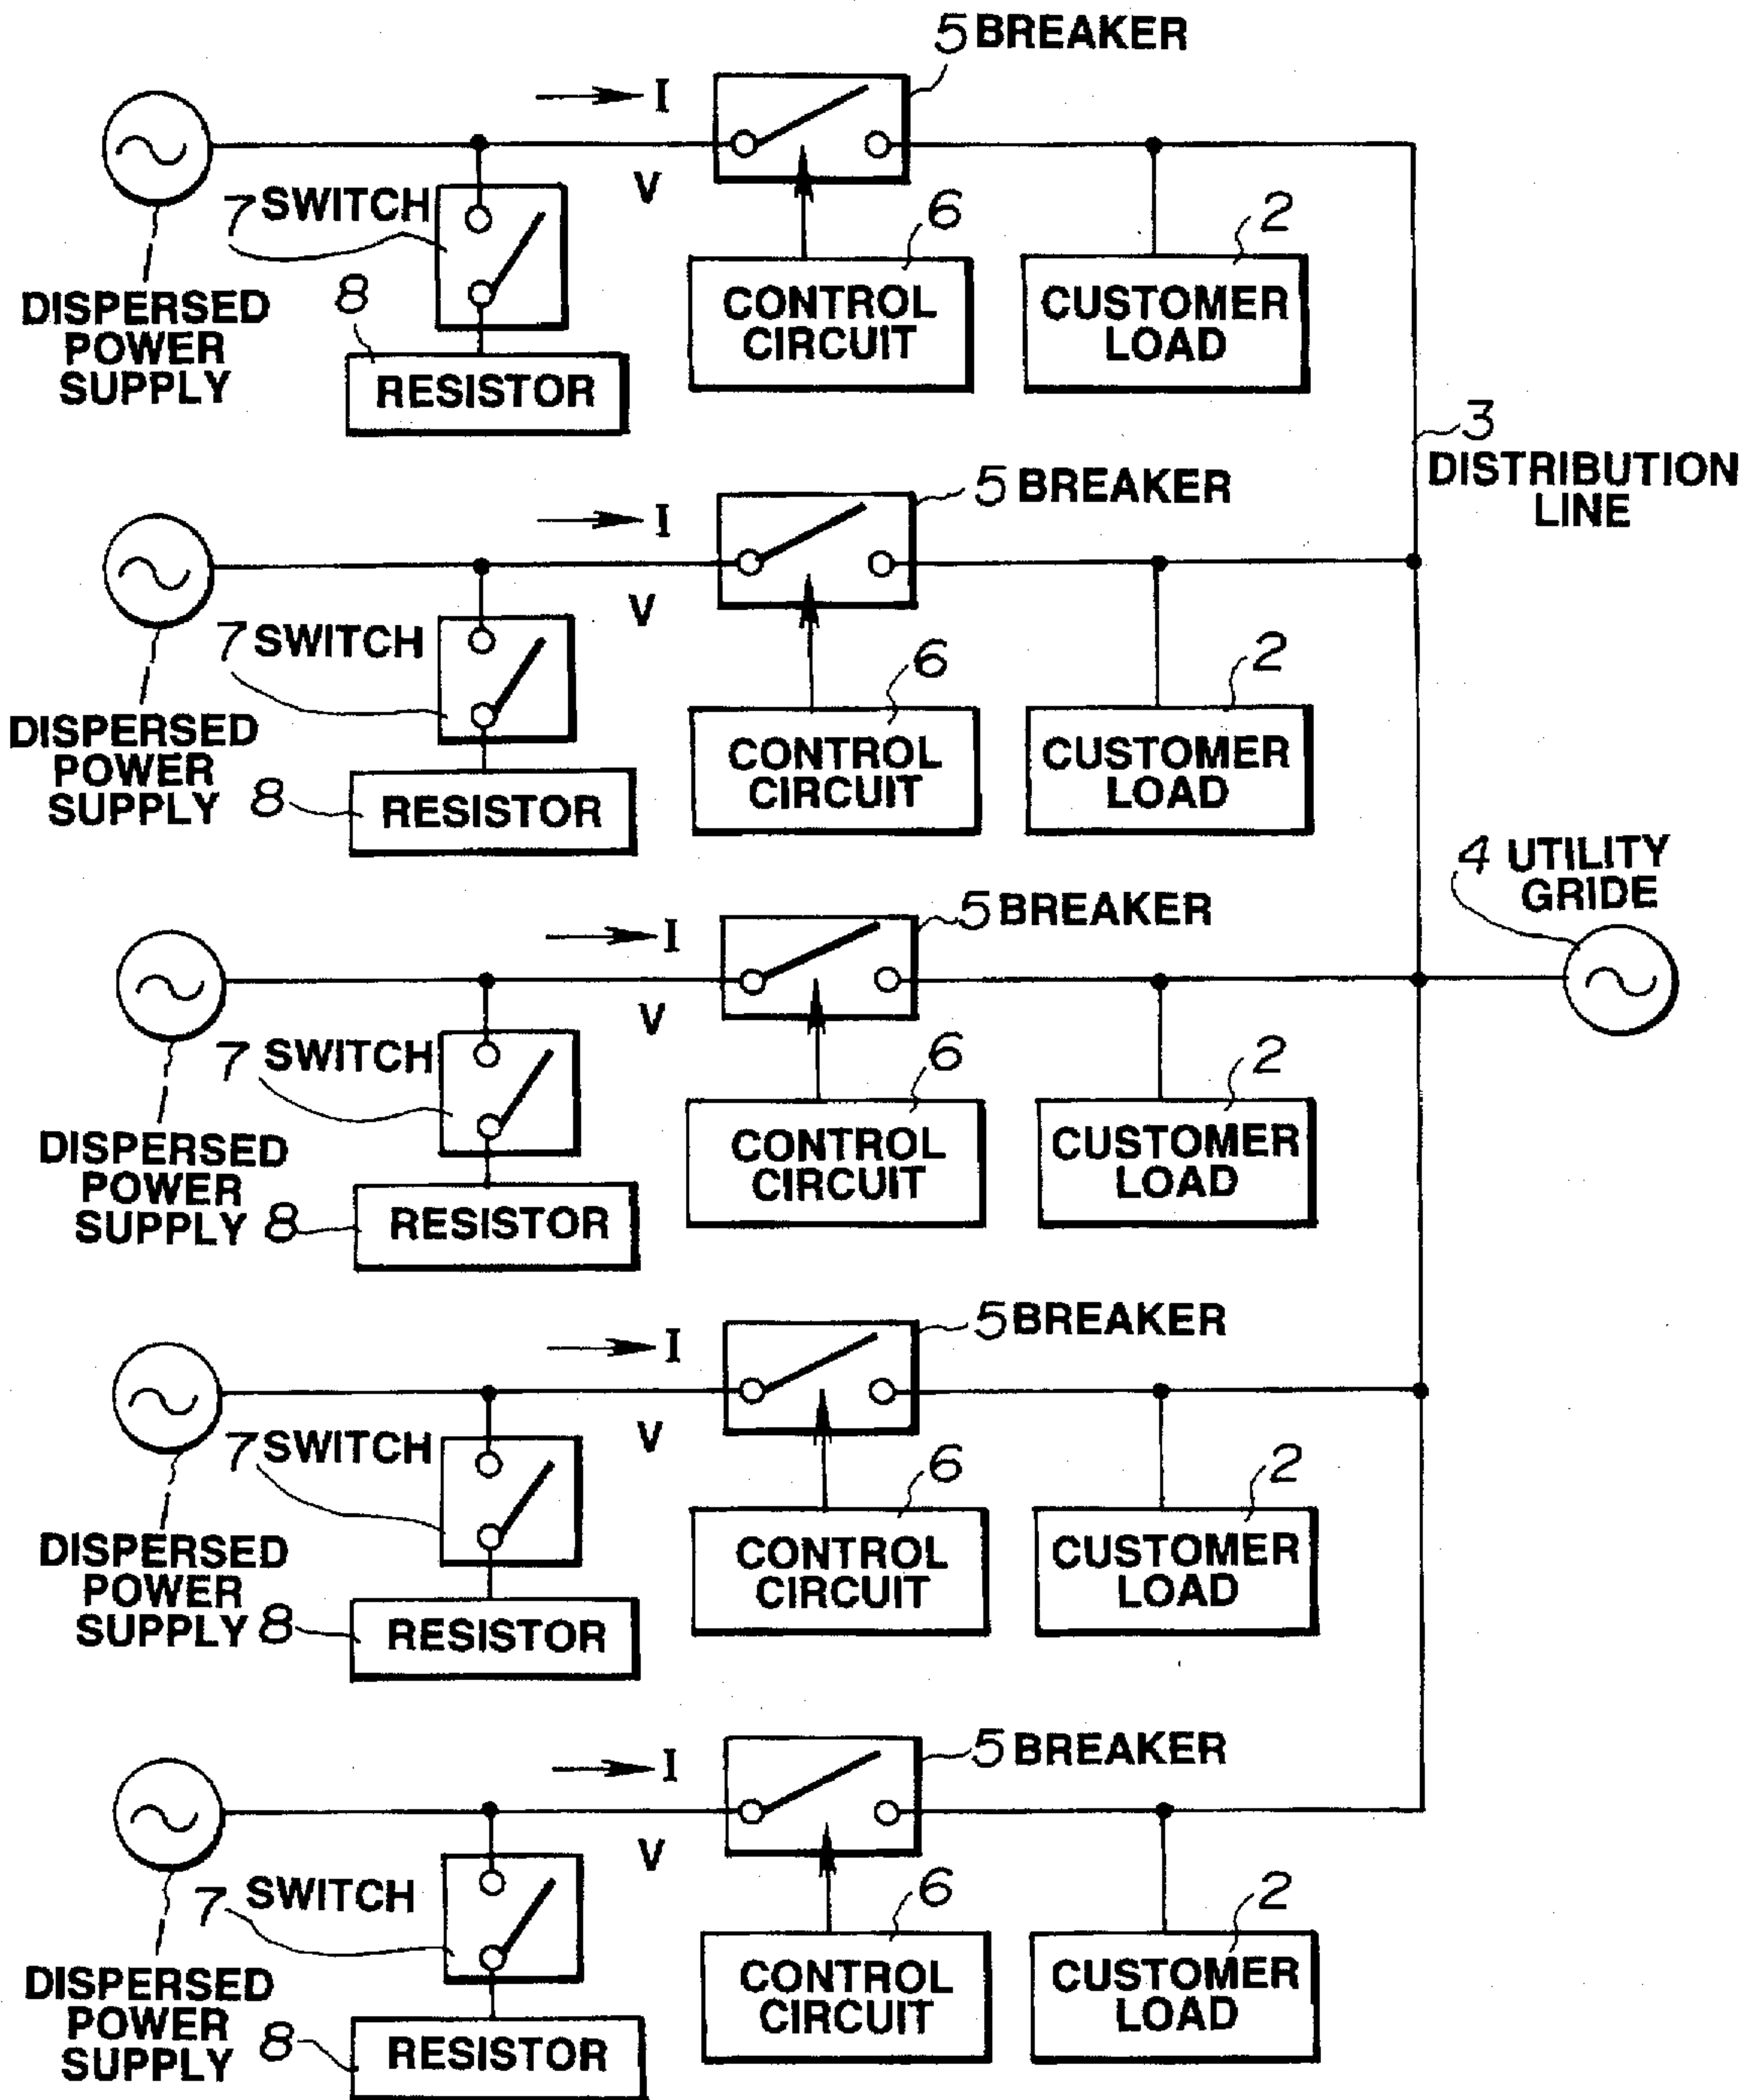 5 BREAKER
I
V
7 SWITCH
6
2
DISPERSED
POWER
SUPPLY
8
RESISTOR
CONTROL
CIRCUIT
CUSTOMER
LOAD
3
DISTRIBUTION
LINE
5 BREAKER
I
V
7 SWITCH
6
2
DISPERSED
POWER
SUPPLY
8
RESISTOR
CONTROL
CIRCUIT
CUSTOMER
LOAD
4 UTILITY
GRIDE
5 BREAKER
I
V
7 SWITCH
6
2
DISPERSED
POWER
SUPPLY
8
RESISTOR
CONTROL
CIRCUIT
CUSTOMER
LOAD
5 BREAKER
I
V
7 SWITCH
6
2
DISPERSED
POWER
SUPPLY
8
RESISTOR
CONTROL
CIRCUIT
CUSTOMER
LOAD
5 BREAKER
I
V
7 SWITCH
6
2
DISPERSED
POWER
SUPPLY
8
RESISTOR
CONTROL
CIRCUIT
CUSTOMER
LOAD